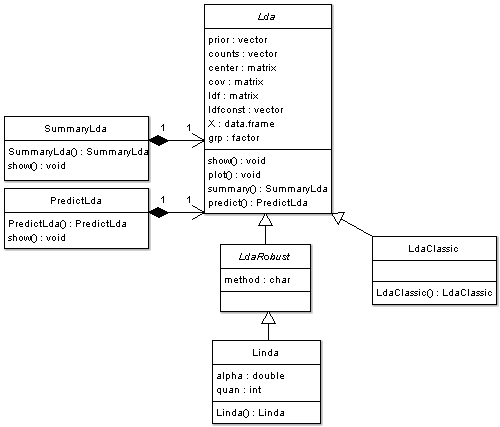 Lda
prior : vector
counts : vector
center : matrix
cov : matrix
ldf : matrix
ldfconst : vector
X : data.frame
grp : factor
show() : void
plot() : void
summary() : SummaryLda
predict() : PredictLda
SummaryLda
SummaryLda() : SummaryLda
show() : void
1 1
PredictLda
PredictLda() : PredictLda
show() : void
1 1
LdaRobust
method : char
LdaClassic
LdaClassic() : LdaClassic
Linda
alpha : double
quan : int
Linda() : Linda